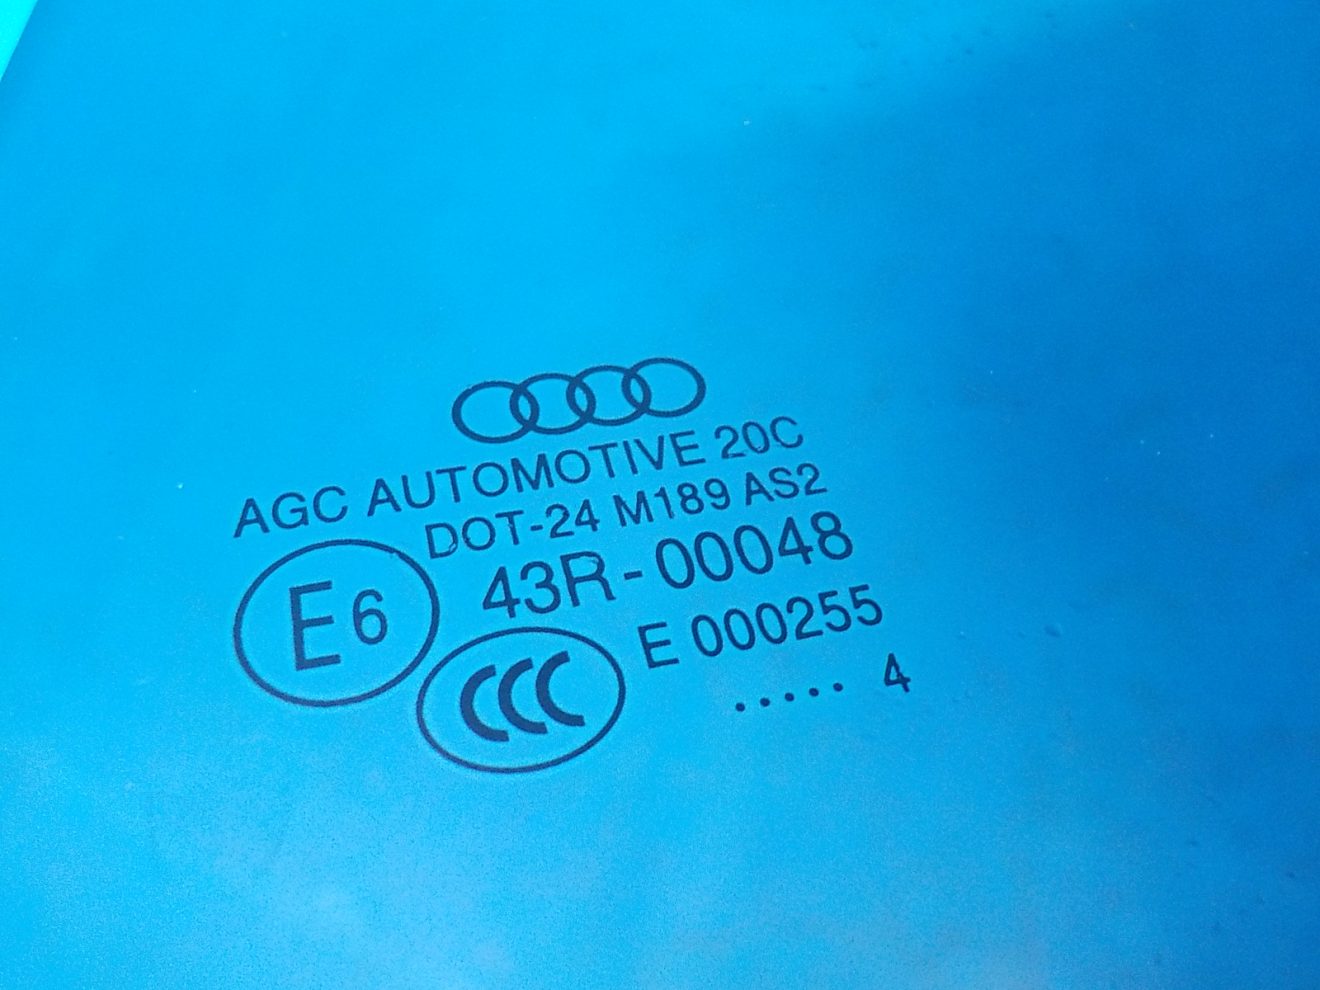 AGC AUTOMOTIVE 20C
DOT-24 M189 AS2
E6 43R-00048
CCC E 000255
..... 4